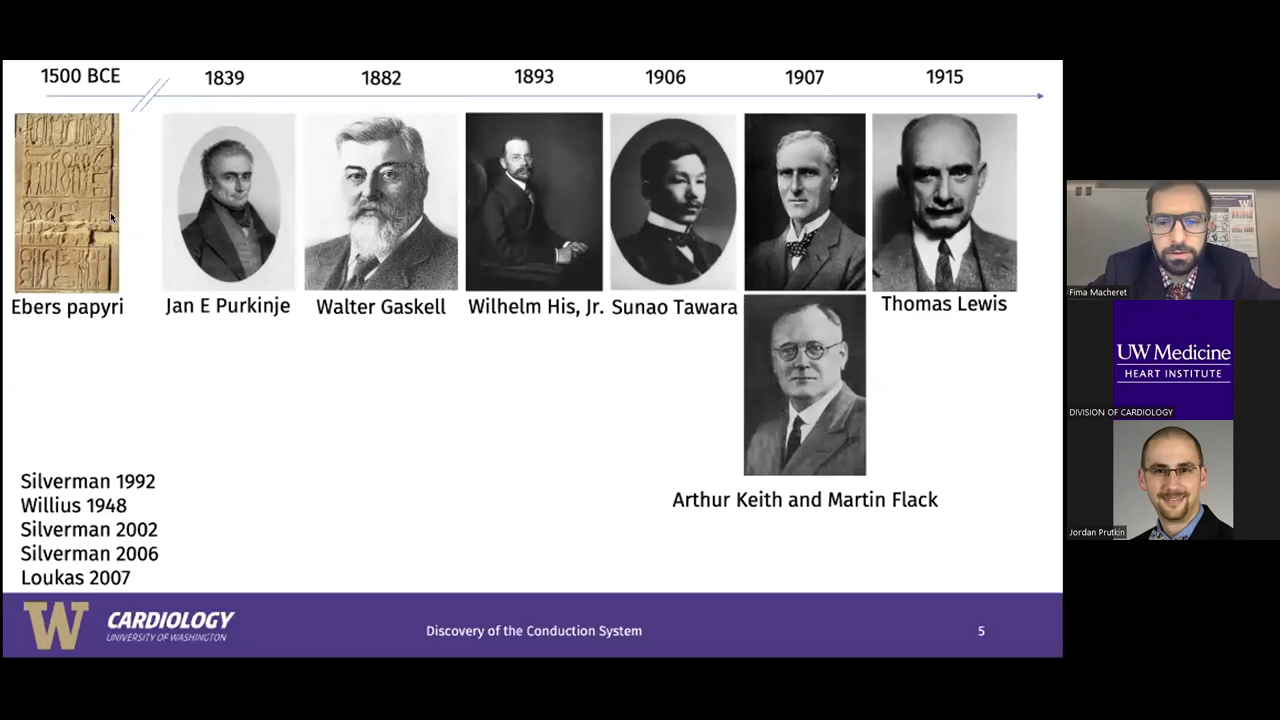 1500 BCE
1839
1882
1893
1906
1907
1915
Ebers papyri
Jan E Purkinje
Walter Gaskell
Wilhelm His, Jr.
Sunao Tawara
Thomas Lewis
Arthur Keith and Martin Flack
Silverman 1992
Willius 1948
Silverman 2002
Silverman 2006
Loukas 2007
W
CARDIOLOGY
UNIVERSITY OF WASHINGTON
Discovery of the Conduction System
5
W
Fima Macheret
UW Medicine
HEART INSTITUTE
DIVISION OF CARDIOLOGY
Jordan Prutkin